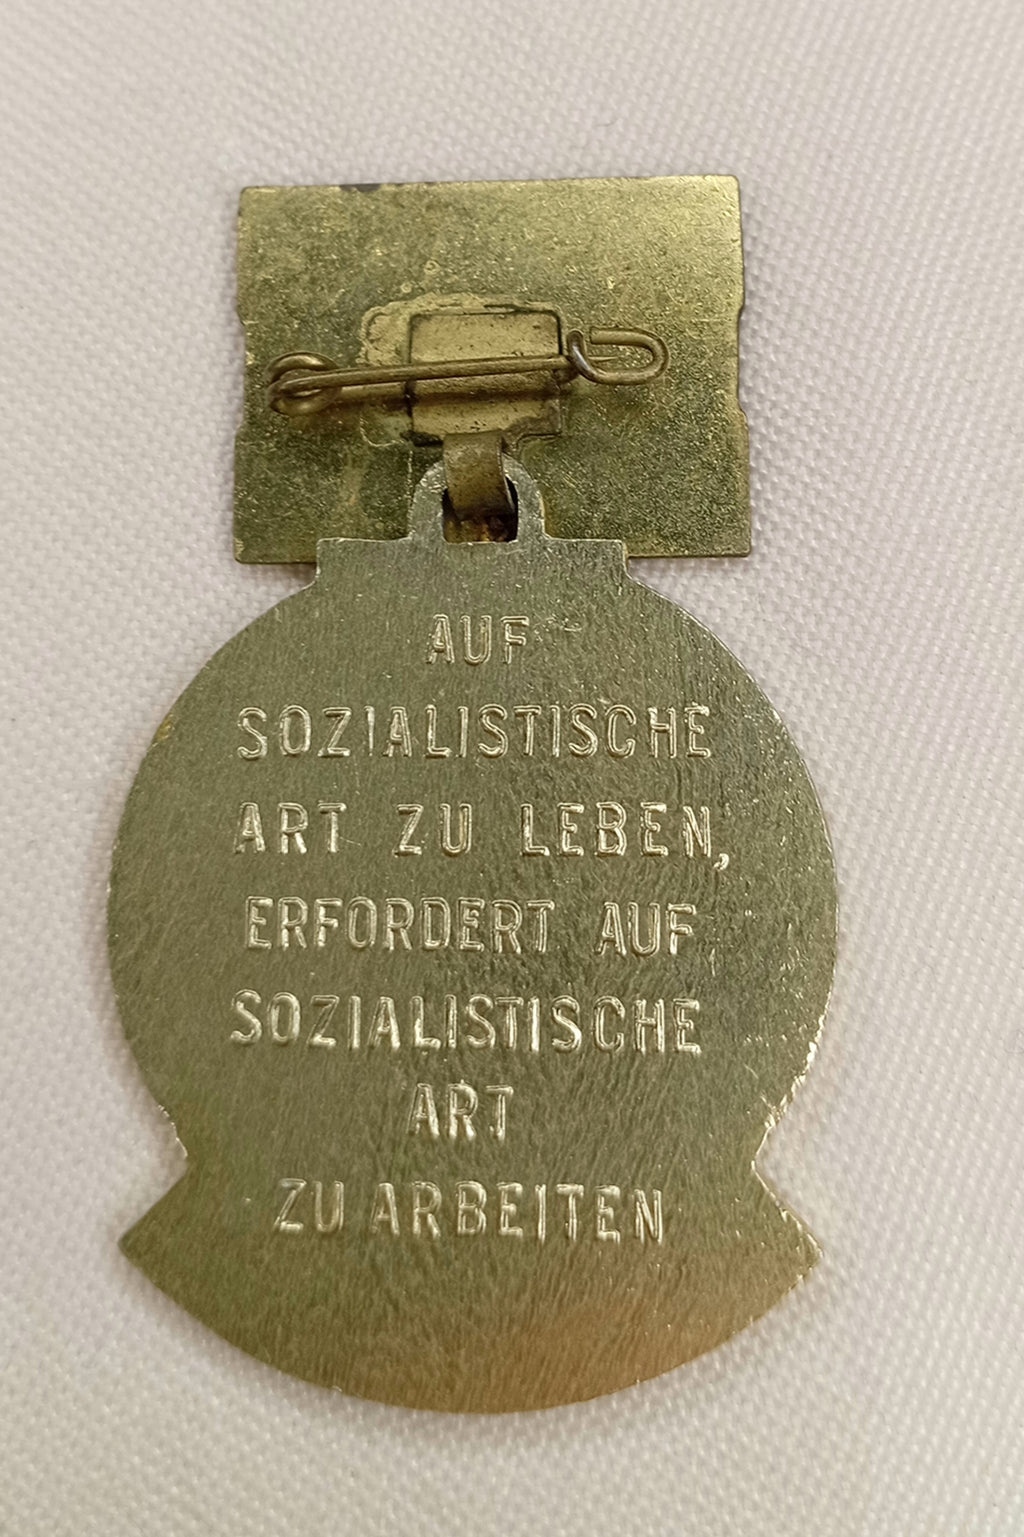 AUF
SOZIALISTISCHE
ART ZU LEBEN,
ERFORDERT AUF
SOZIALISTISCHE
ART
ZU ARBEITEN